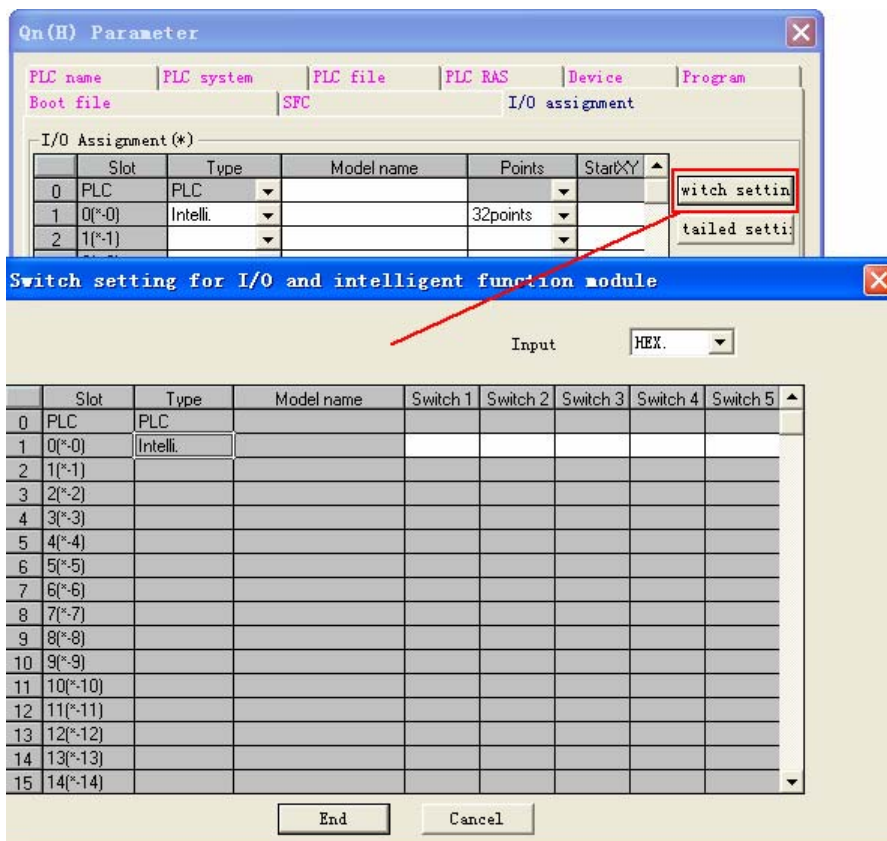 Qn(H) Parameter
PLC name PLC system PLC file PLC RAS Device Program
Boot file SFC I/O assignment
I/O Assignment(*)
Slot Type Model name Points StartXY
0 PLC PLC
1 0(*-0) Intelli. 32points
2 1(*-1)
witch settin
tailed setti
Switch setting for I/O and intelligent function module
Input HEX.
Slot Type Model name Switch 1 Switch 2 Switch 3 Switch 4 Switch 5
0 PLC PLC
1 0(*-0) Intelli.
2 1(*-1)
3 2(*-2)
4 3(*-3)
5 4(*-4)
6 5(*-5)
7 6(*-6)
8 7(*-7)
9 8(*-8)
10 9(*-9)
11 10(*-10)
12 11(*-11)
13 12(*-12)
14 13(*-13)
15 14(*-14)
End Cancel